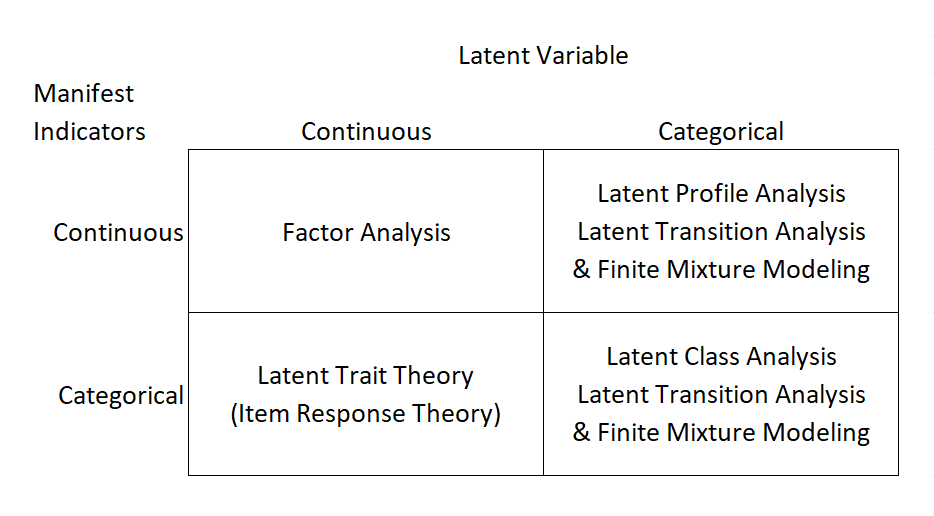 Latent Variable
Manifest
Indicators
Continuous
Categorical
Continuous
Factor Analysis
Latent Profile Analysis
Latent Transition Analysis
& Finite Mixture Modeling
Categorical
Latent Trait Theory
(Item Response Theory)
Latent Class Analysis
Latent Transition Analysis
& Finite Mixture Modeling